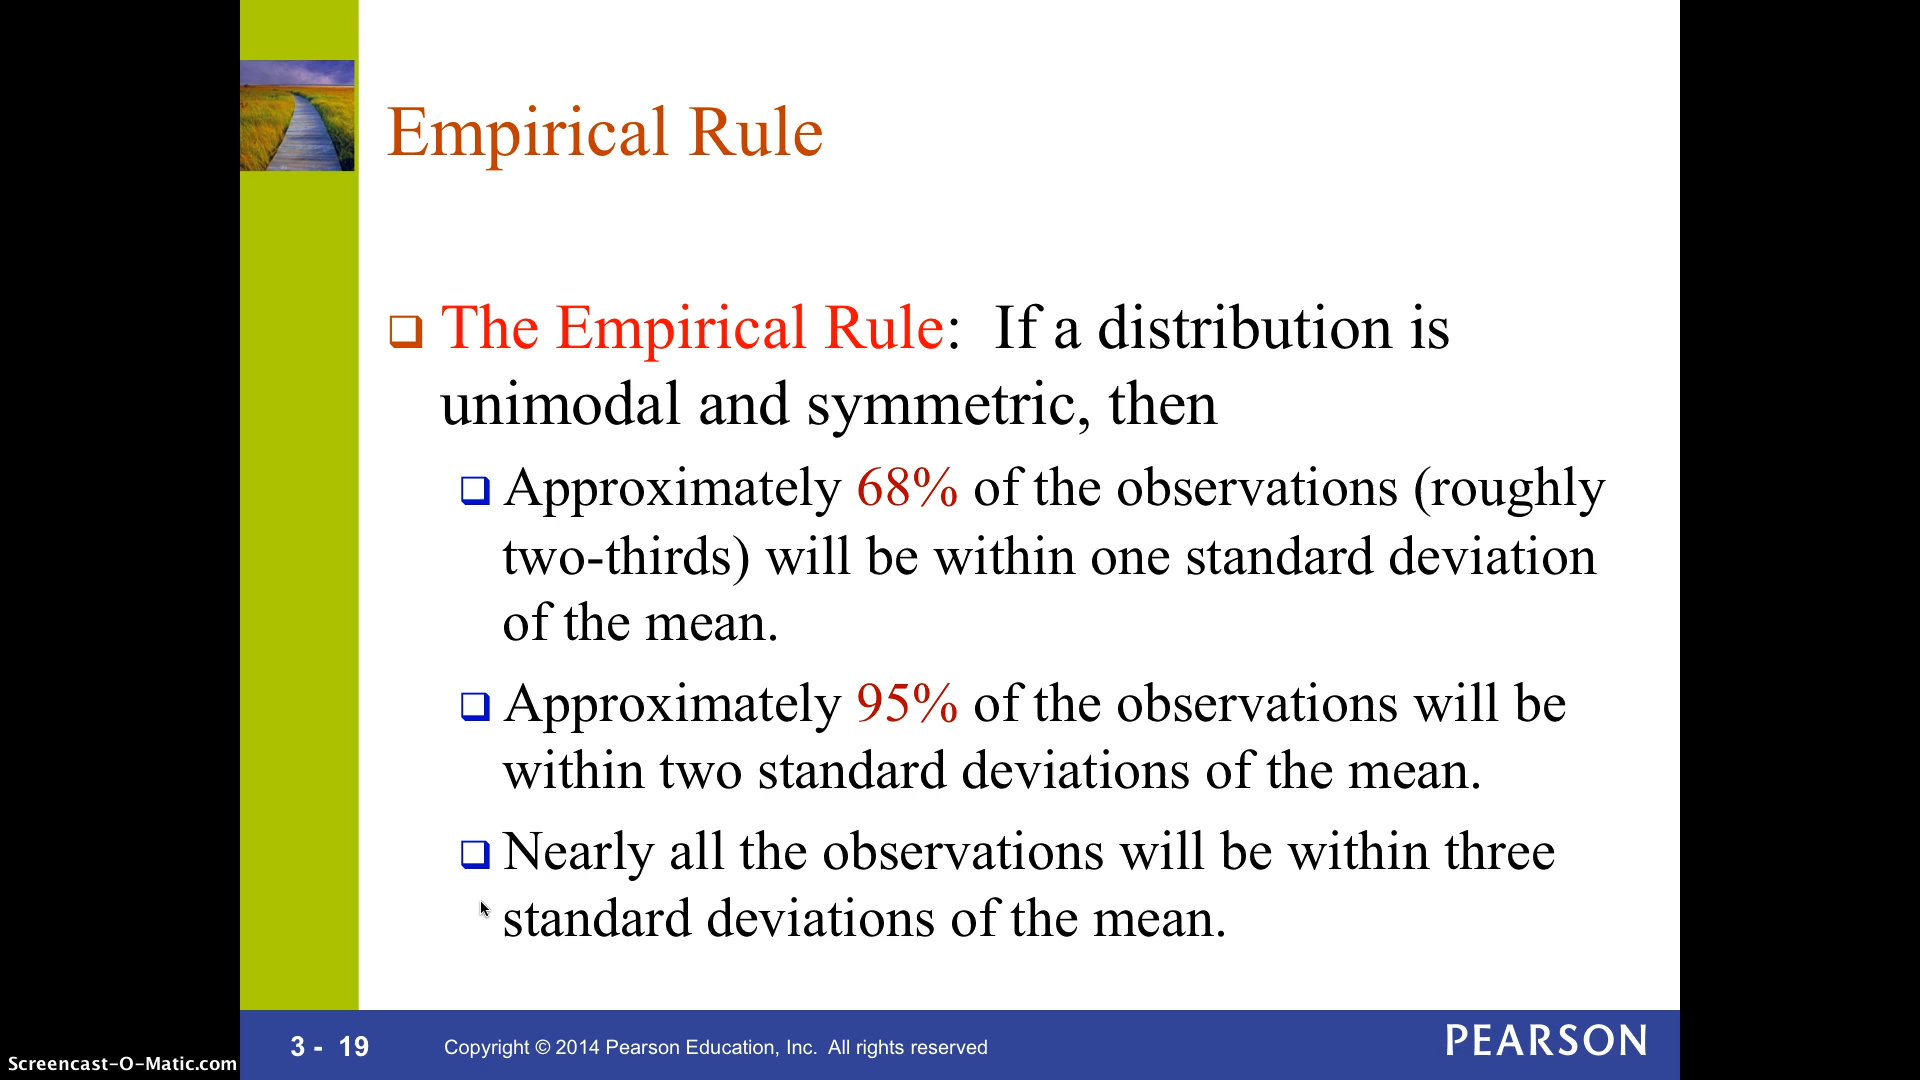 Empirical Rule
The Empirical Rule: If a distribution is
unimodal and symmetric, then
Approximately 68% of the observations (roughly
two-thirds) will be within one standard deviation
of the mean.
Approximately 95% of the observations will be
within two standard deviations of the mean.
Nearly all the observations will be within three
standard deviations of the mean.
3 - 19
Copyright © 2014 Pearson Education, Inc. All rights reserved
PEARSON
Screencast-O-Matic.com